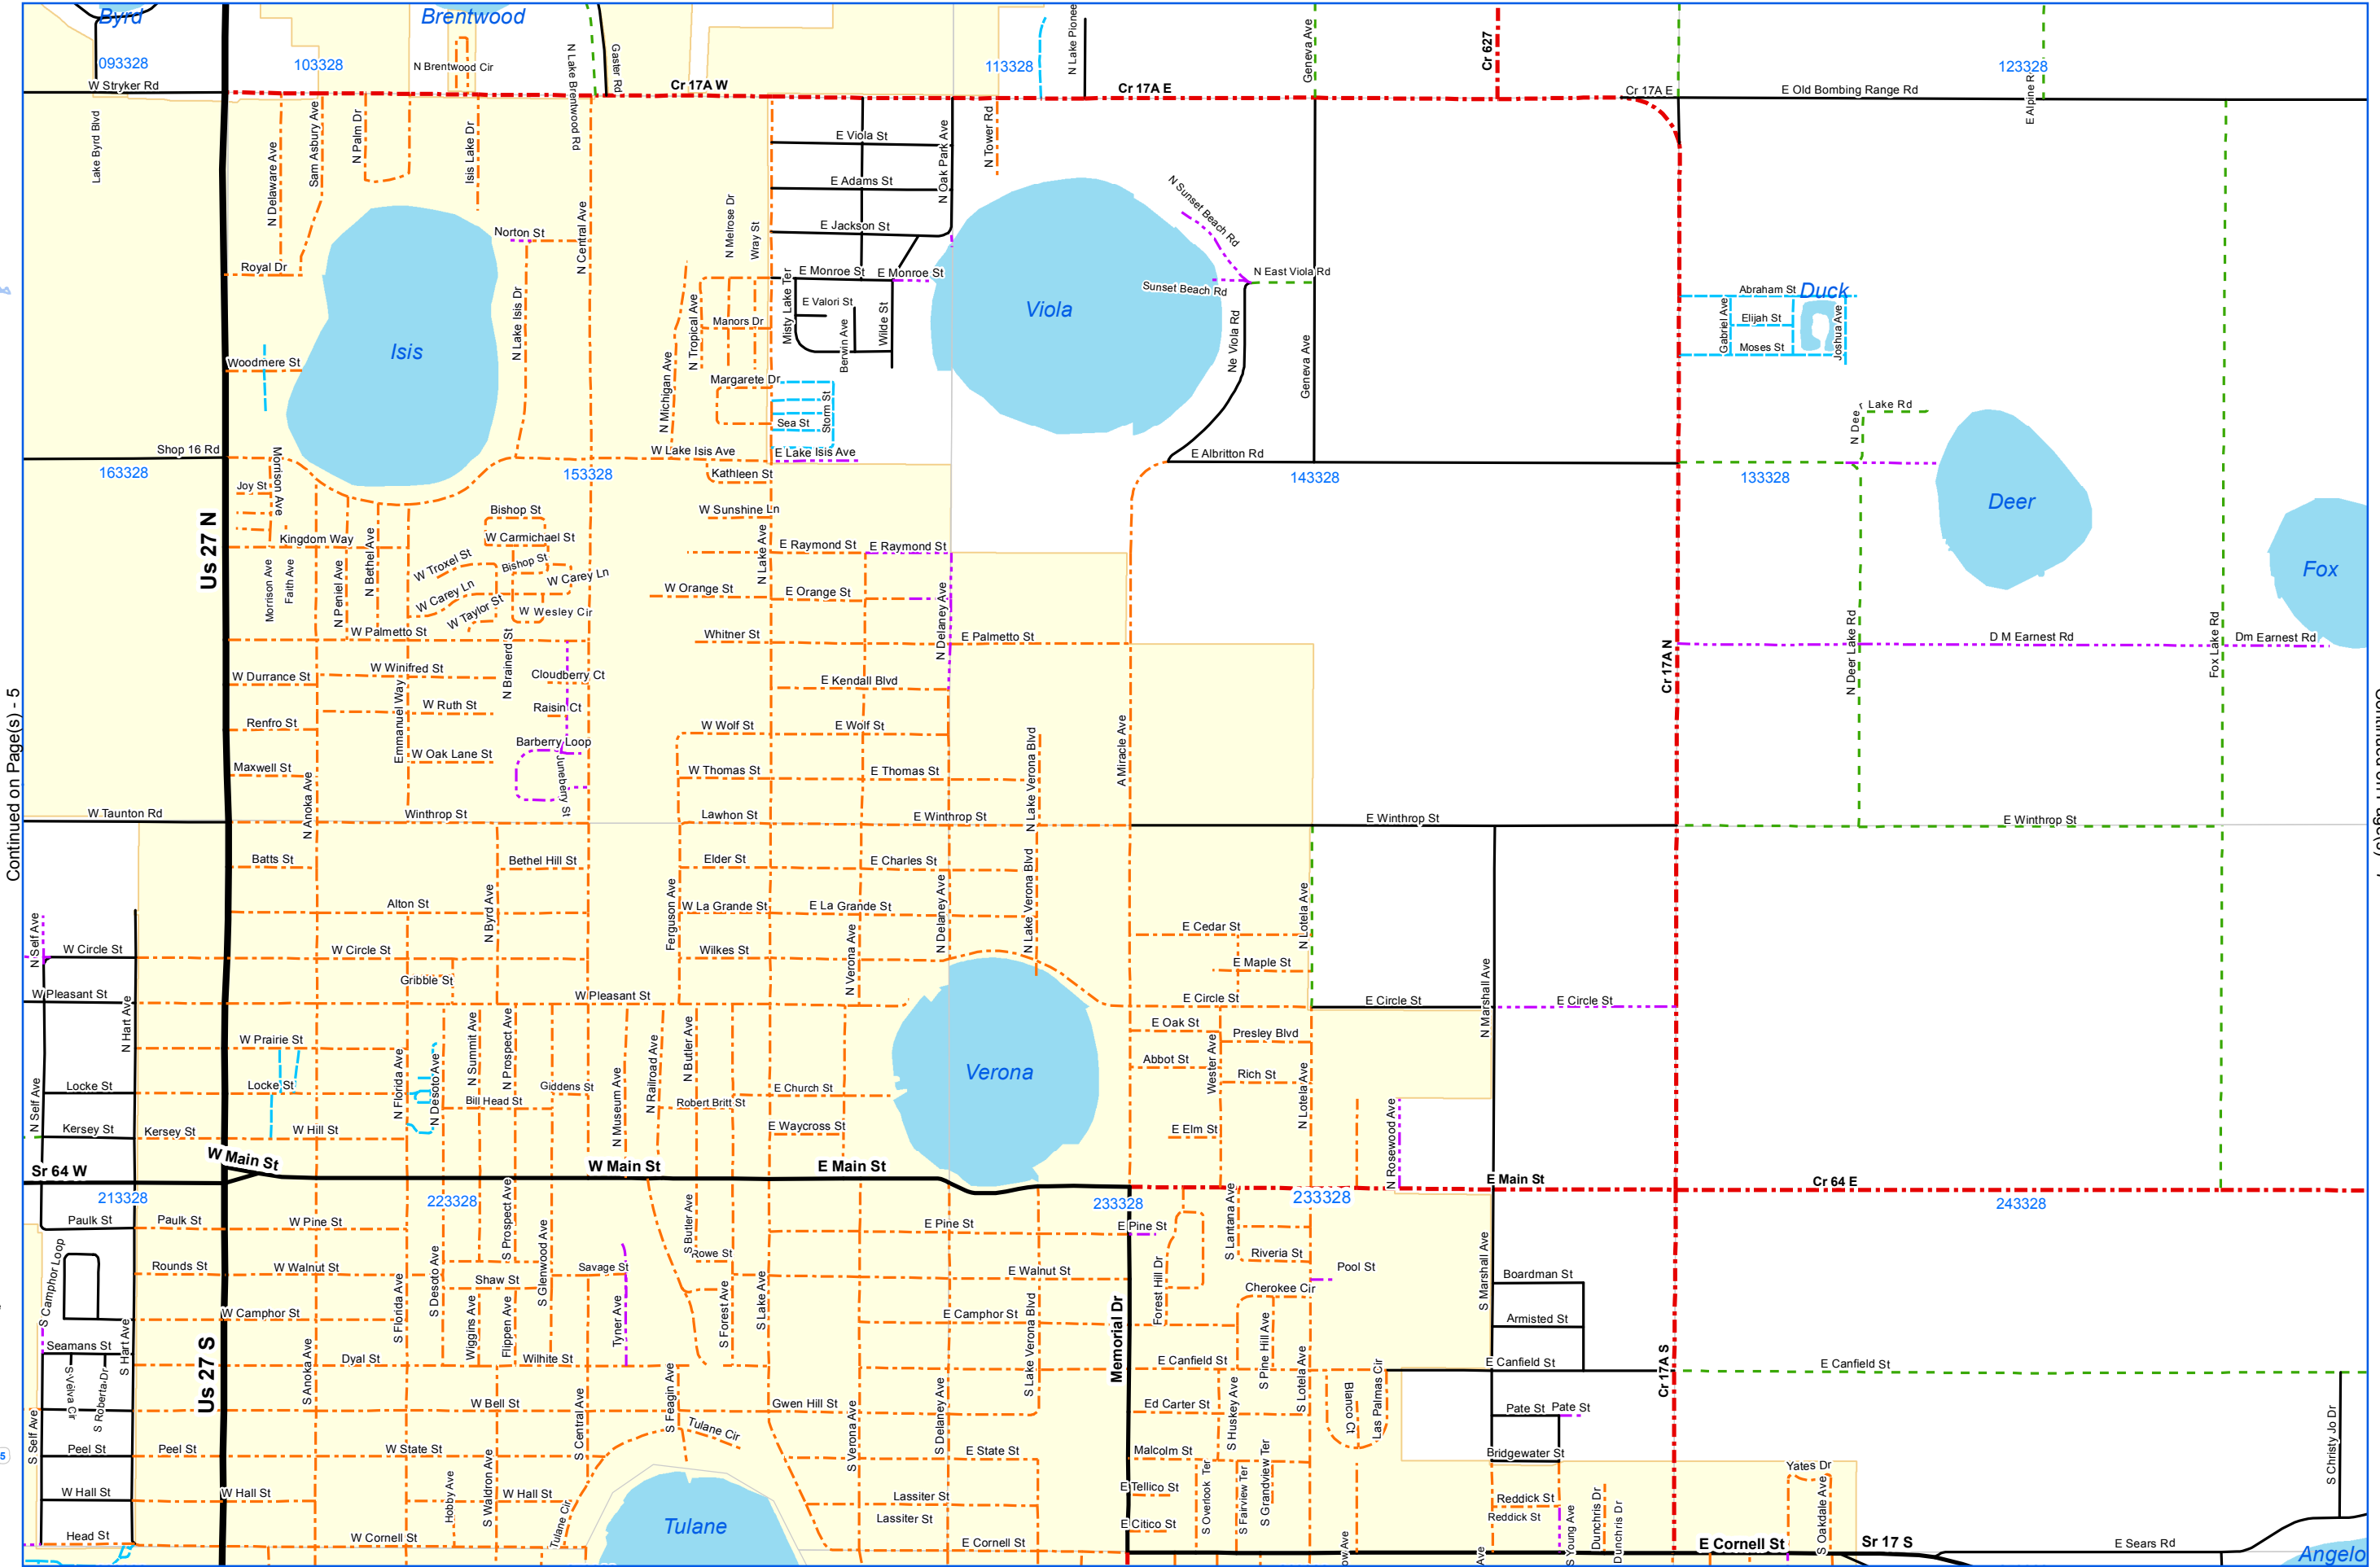 Byrd
Brentwood
093328
103328
113328
123328
N Brentwood Cir
N Lake Brentwood Rd
Gaster Rd
N Lake Pionee
Geneva Ave
Cr 627
W Stryker Rd
Cr 17A W
Cr 17A E
Cr 17A E
E Old Bombing Range Rd
E Alpine R
Lake Byrd Blvd
N Delaware Ave
Sam Asbury Ave
N Palm Dr
Isis Lake Dr
N Central Ave
E Viola St
N Oak Park Ave
N Tower Rd
E Adams St
E Jackson St
N Melrose Dr
Wray St
Norton St
N Sunset Beach Rd
Royal Dr
E Monroe St
E Monroe St
N East Viola Rd
Sunset Beach Rd
Abraham St
Duck
Gabriel Ave
Elijah St
Moses St
Joshua Ave
N Lake Isis Dr
N Tropical Ave
Manors Dr
Misty Lake Ter
E Valori St
Berwin Ave
Wilde St
Viola
Ne Viola Rd
Geneva Ave
Isis
Woodmere St
N Michigan Ave
Margarete Dr
Sea St
Storm St
N Dee
r
Lake Rd
Shop 16 Rd
W Lake Isis Ave
E Lake Isis Ave
E Albritton Rd
163328
153328
143328
133328
Morrison Ave
Joy St
Kathleen St
Deer
Fox
Us 27 N
Bishop St
W Sunshine Ln
Kingdom Way
W Carmichael St
E Raymond St
E Raymond St
N Lake Ave
Morrison Ave
Faith Ave
N Peniel Ave
N Bethel Ave
W Troxel St
Bishop St
W Carey Ln
W Carey Ln
W Taylor St
W Wesley Cir
W Orange St
E Orange St
N Delaney Ave
W Palmetto St
Whitner St
E Palmetto St
D M Earnest Rd
Dm Earnest Rd
N Deer Lake Rd
Fox Lake Rd
Cr 17A N
W Durrance St
W Winifred St
N Brainerd St
Cloudberry Ct
E Kendall Blvd
Emmanuel Way
W Ruth St
Raisin Ct
Renfro St
W Wolf St
E Wolf St
A Miracle Ave
N Lake Verona Blvd
W Oak Lane St
Barberry Loop
Juneberry St
Maxwell St
W Thomas St
E Thomas St
Continued on Page(s) - 5
W Taunton Rd
N Anoka Ave
Winthrop St
Lawhon St
E Winthrop St
E Winthrop St
E Winthrop St
Batts St
Bethel Hill St
Elder St
E Charles St
N Lake Verona Blvd
N Byrd Ave
Ferguson Ave
N Delaney Ave
N Lotela Ave
Alton St
W La Grande St
E La Grande St
N Self Ave
W Circle St
W Circle St
Wilkes St
N Verona Ave
E Cedar St
Gribble St
E Maple St
W Pleasant St
W Pleasant St
E Circle St
E Circle St
E Circle St
N Marshall Ave
N Hart Ave
W Prairie St
N Summit Ave
N Prospect Ave
N Butler Ave
E Oak St
Presley Blvd
Abbot St
Wester Ave
Rich St
Verona
Locke St
Locke St
N Florida Ave
N Desoto Ave
Giddens St
Bill Head St
N Museum Ave
N Railroad Ave
E Church St
Robert Britt St
N Self Ave
N Lotela Ave
Kersey St
Kersey St
W Hill St
E Waycross St
E Elm St
N Rosewood Ave
Sr 64 W
W Main St
W Main St
E Main St
E Main St
Cr 64 E
213328
223328
233328
233328
243328
Paulk St
Paulk St
W Pine St
S Prospect Ave
S Butler Ave
E Pine St
E Pine St
S Lantana Ave
S Camphor Loop
Rowe St
Riveria St
Rounds St
W Walnut St
S Desoto Ave
Shaw St
S Glenwood Ave
Savage St
E Walnut St
Forest Hill Dr
Pool St
Boardman St
Cherokee Cir
S Marshall Ave
W Camphor St
S Florida Ave
Wiggins Ave
Flippen Ave
Tyner Ave
S Forest Ave
S Lake Ave
E Camphor St
S Lake Verona Blvd
Memorial Dr
Armisted St
Seamans St
S Hart Ave
Us 27 S
S Anoka Ave
Dyal St
Wilhite St
E Canfield St
S Pine Hill Ave
S Lotela Ave
E Canfield St
Cr 17A S
E Canfield St
S Veiva Cir
S Roberta Dr
W Bell St
S Feagin Ave
Gwen Hill St
Ed Carter St
S Huskey Ave
Blanco Ct
Las Palmas Cir
Pate St
Pate St
S Christy Jo Dr
S Self Ave
Tulane Cir
S Verona Ave
S Delaney Ave
Peel St
Peel St
W State St
S Central Ave
E State St
Malcolm St
Bridgewater St
Yates Dr
W Hall St
W Hall St
Hobby Ave
S Waldron Ave
W Hall St
Tulane Cir
Lassiter St
Lassiter St
E Tellico St
S Overlook Ter
S Fairview Ter
S Grandview Ter
Reddick St
Reddick St
S Young Ave
Dunchris Dr
Dunchris Dr
S Oakdale Ave
Head St
W Cornell St
Tulane
E Citico St
E Cornell St
ow Ave
Ave
E Cornell St
Sr 17 S
E Sears Rd
Angelo
5